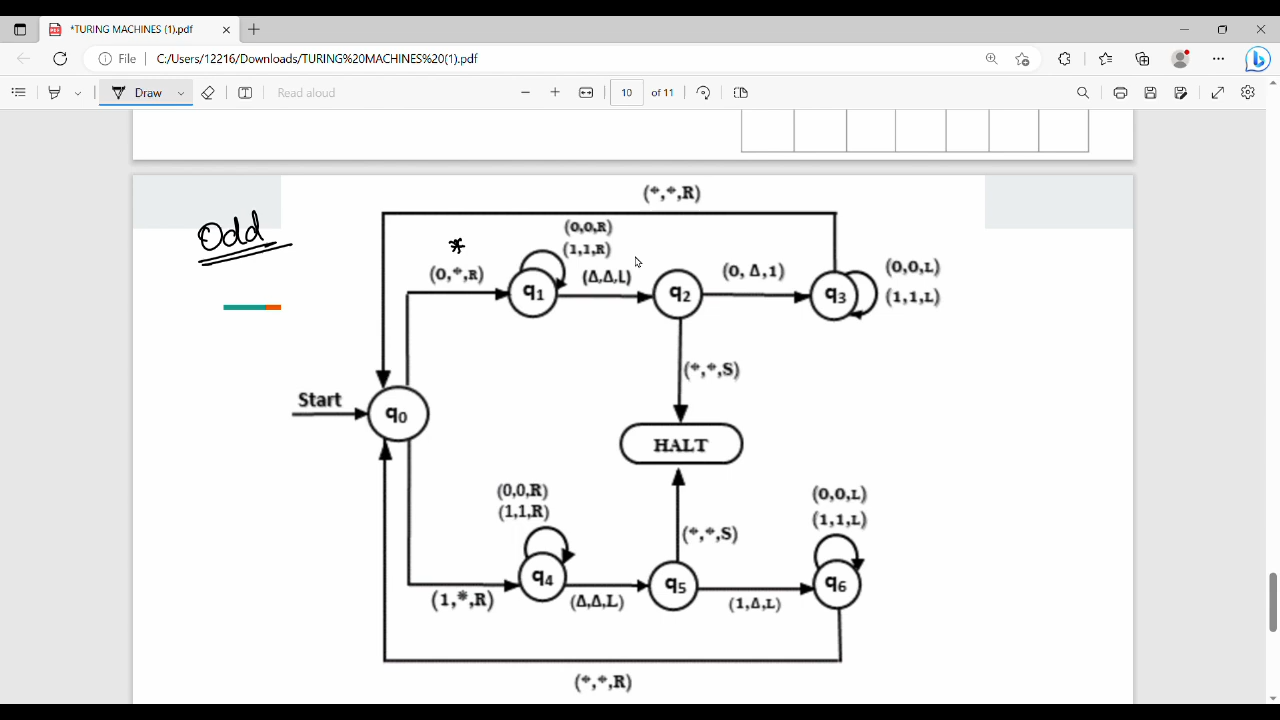 *TURING MACHINES (1).pdf
File C:/Users/12216/Downloads/TURING%20MACHINES%20(1).pdf
Draw Read aloud 10 of 11
(*,*,R)
Odd
*
(0,0,R)
(1,1,R)
(0,*,R)
q1
(Δ,Δ,L)
q2
(0, Δ,1)
q3
(0,0,L)
(1,1,L)
(*,*,S)
Start
q0
HALT
(0,0,R)
(1,1,R)
(*,*,S)
(0,0,L)
(1,1,L)
q4
q5
q6
(1,*,R)
(Δ,Δ,L)
(1,Δ,L)
(*,*,R)